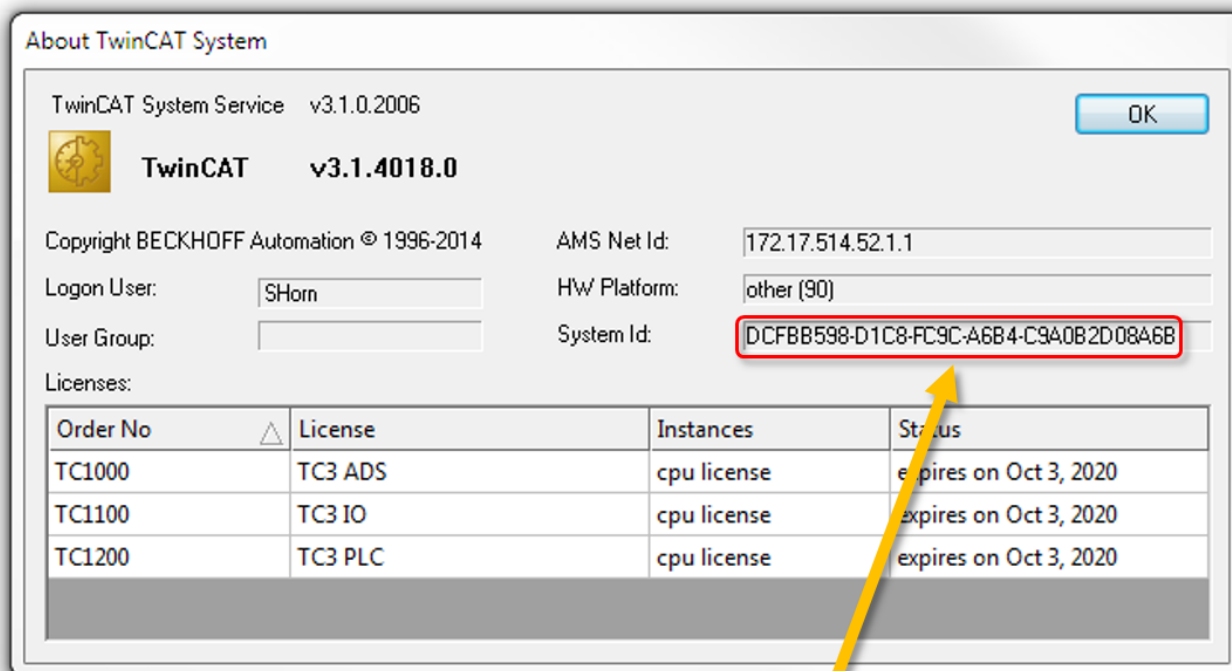 About TwinCAT System
TwinCAT System Service v3.1.0.2006
OK
TwinCAT v3.1.4018.0
Copyright BECKHOFF Automation © 1996-2014
AMS Net Id: 172.17.514.52.1.1
Logon User: SHorn
HW Platform: other (90)
User Group:
System Id: DCFBB598-D1C8-FC9C-A6B4-C9A0B2D08A6B
Licenses:
Order No License Instances Status
TC1000 TC3 ADS cpu license expires on Oct 3, 2020
TC1100 TC3 IO cpu license expires on Oct 3, 2020
TC1200 TC3 PLC cpu license expires on Oct 3, 2020